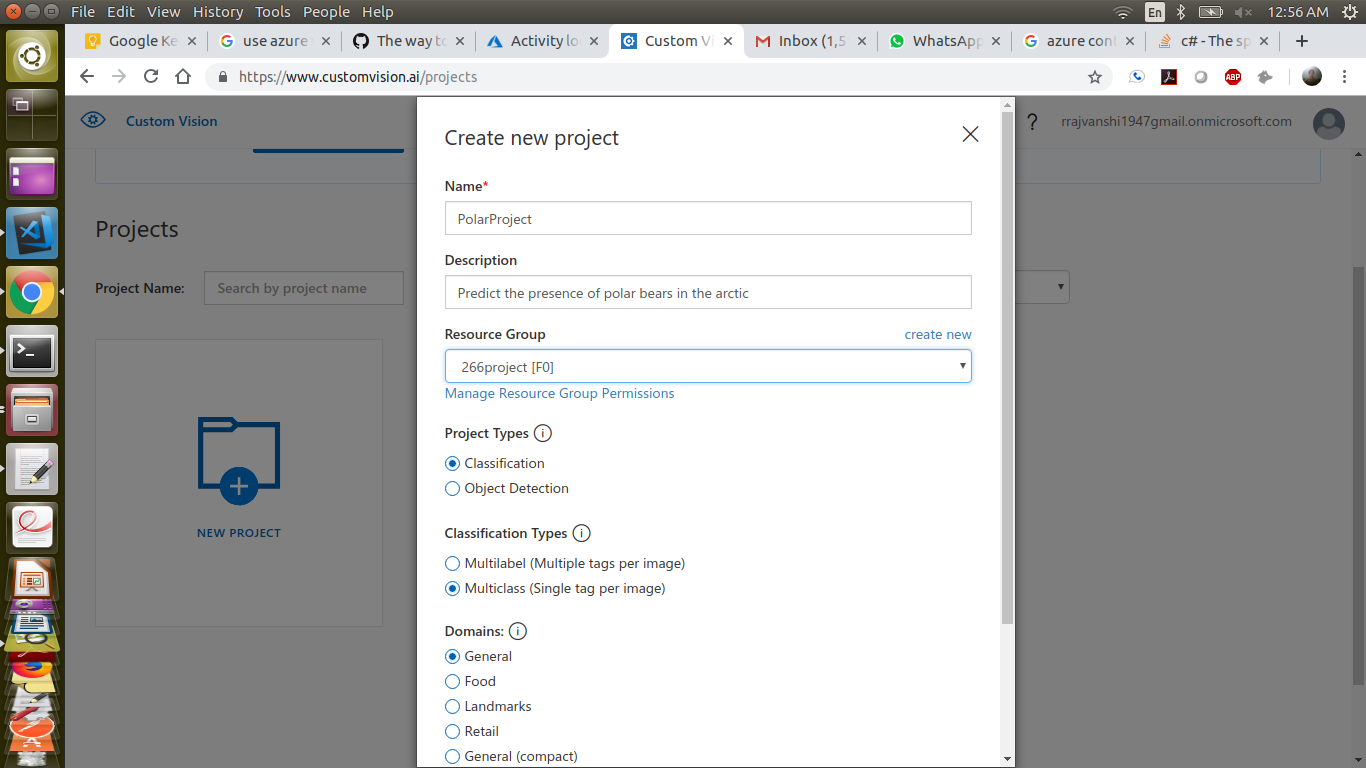 File Edit View History Tools People Help
En
12:56 AM
Google Ke
use azure
The way to
Activity lo
Custom Vi
Inbox (1,5
WhatsApp
azure con
c# - The sp
https://www.customvision.ai/projects
ABP
Custom Vision
? rrajvanshi1947gmail.onmicrosoft.com
Projects
Project Name: Search by project name
NEW PROJECT
Create new project
Name*
PolarProject
Description
Predict the presence of polar bears in the arctic
Resource Group create new
266project [F0]
Manage Resource Group Permissions
Project Types i
Classification
Object Detection
Classification Types i
Multilabel (Multiple tags per image)
Multiclass (Single tag per image)
Domains: i
General
Food
Landmarks
Retail
General (compact)